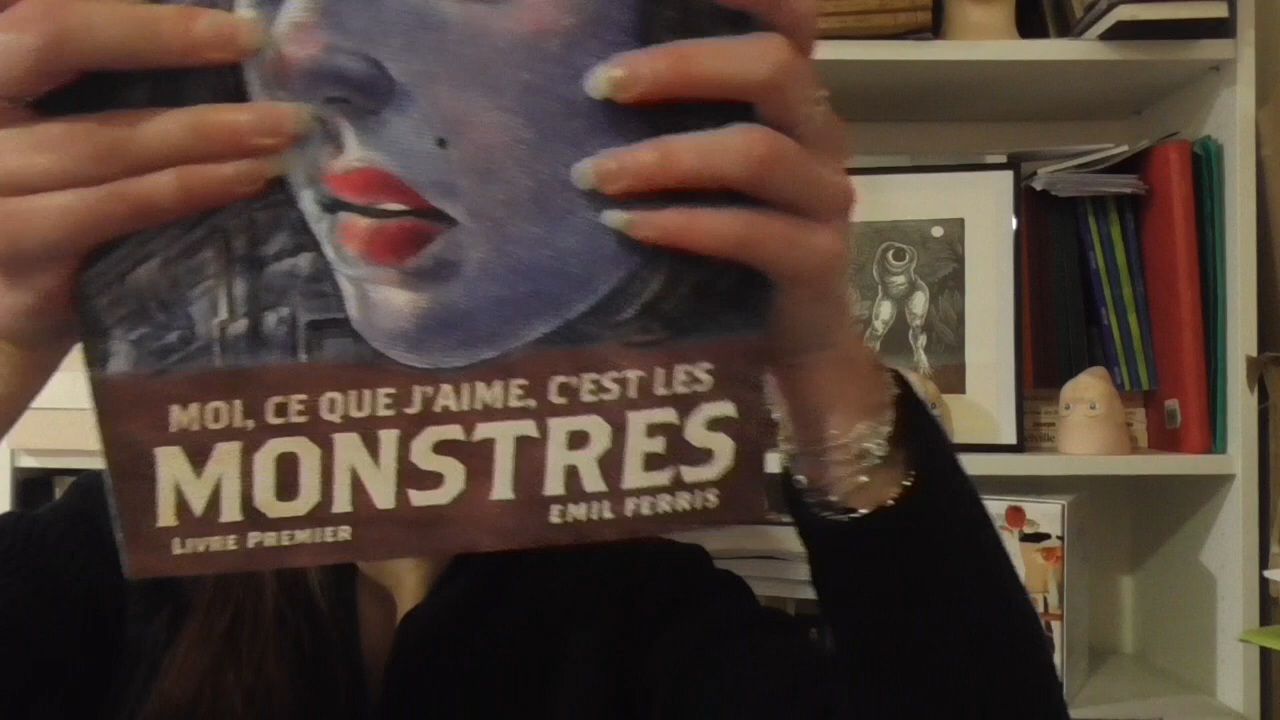 MOI, CE QUE J'AIME, C'EST LES
MONSTRES
EMIL FERRIS
LIVRE PREMIER